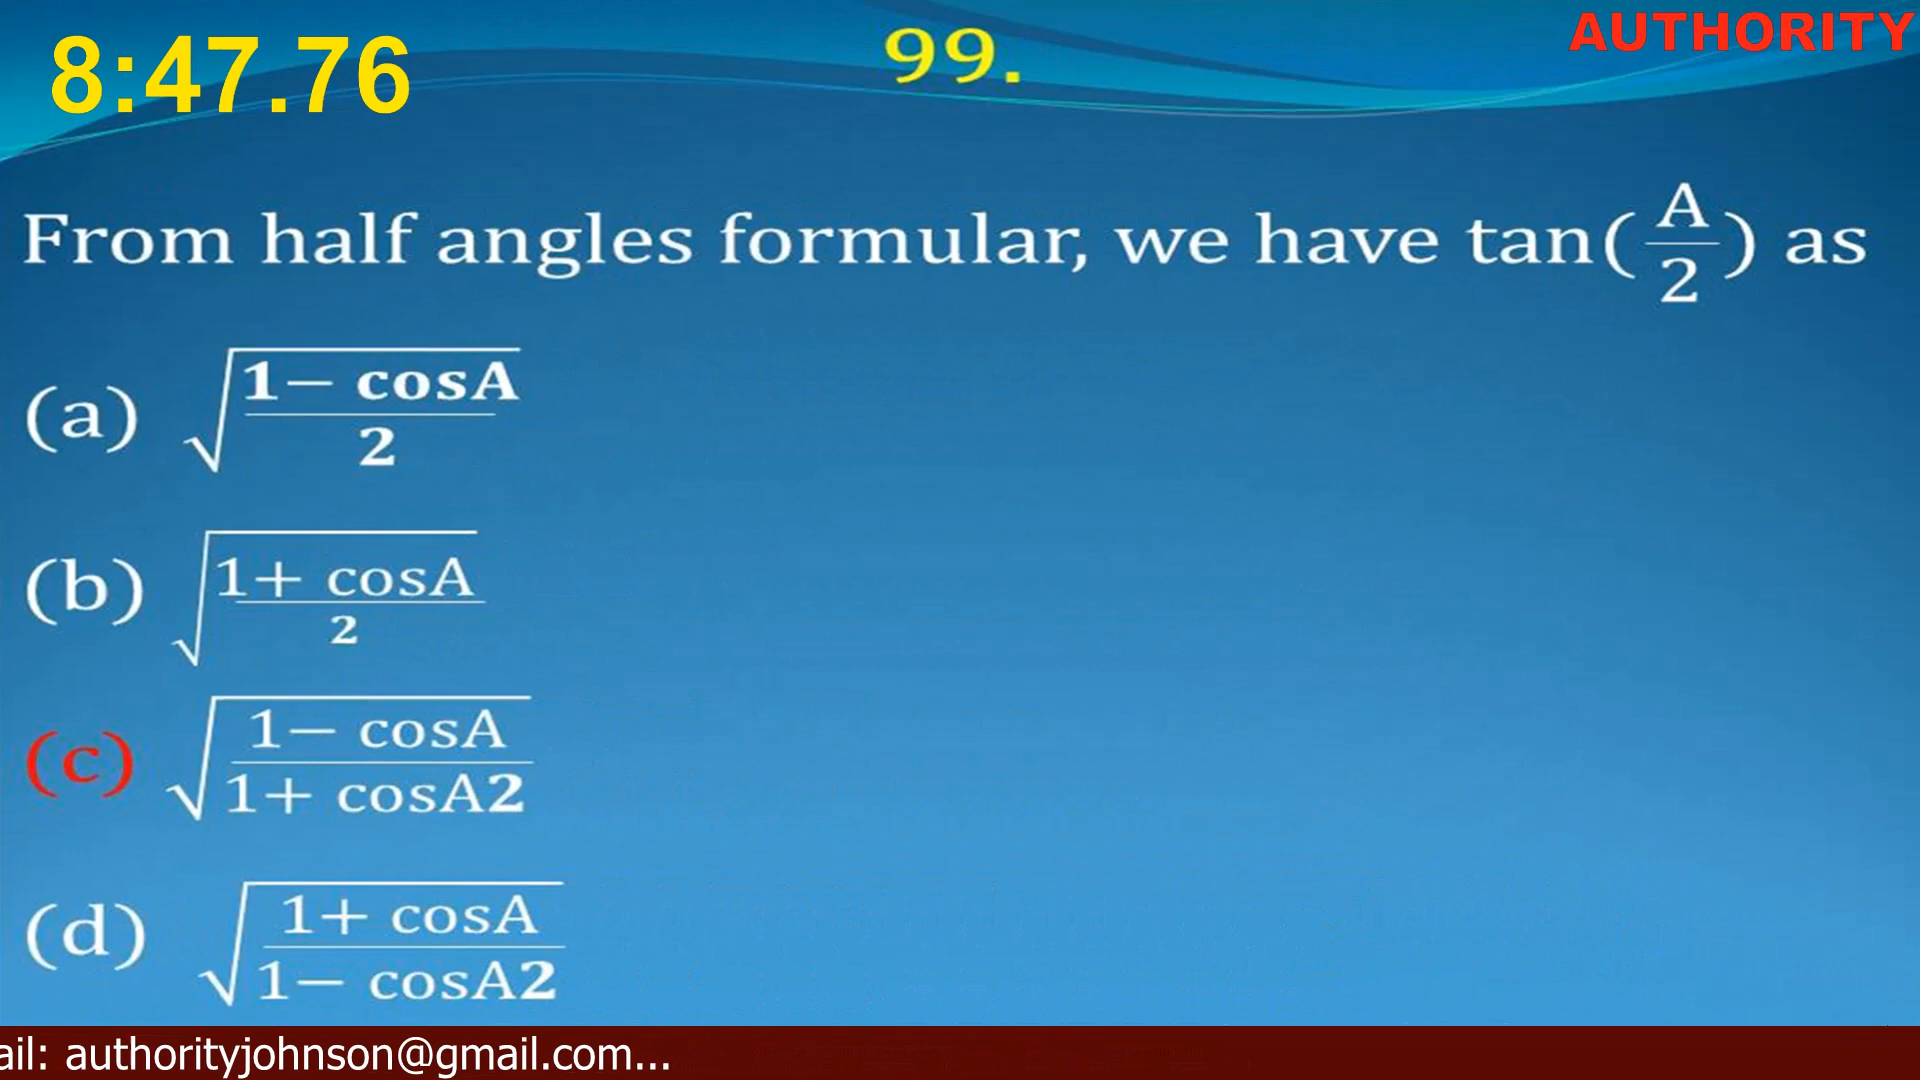 8:47.76
99.
AUTHORITY
From half angles formular, we have tan(A/2) as
(a) √(1− cosA / 2)
(b) √(1+ cosA / 2)
(c) √(1− cosA / 1+ cosA2)
(d) √(1+ cosA / 1− cosA2)
ail: authorityjohnson@gmail.com...